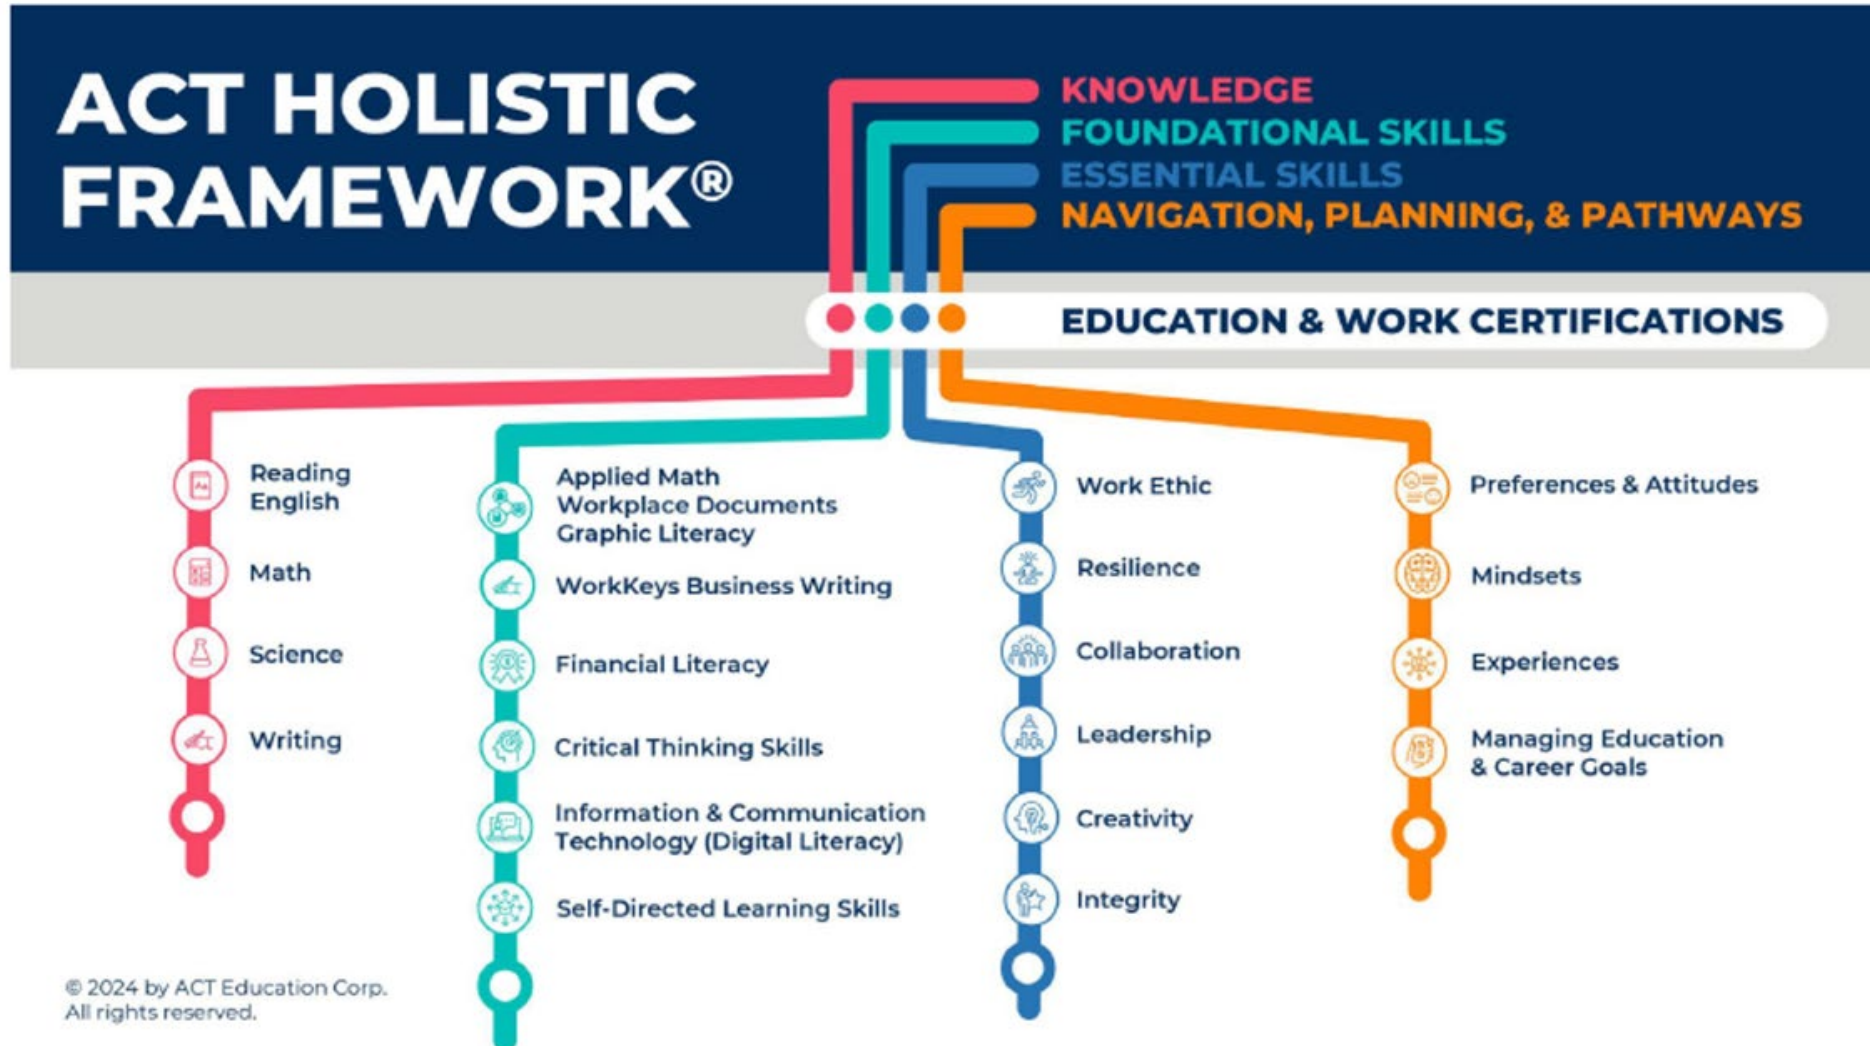 ACT HOLISTIC
FRAMEWORK®
KNOWLEDGE
FOUNDATIONAL SKILLS
ESSENTIAL SKILLS
NAVIGATION, PLANNING, & PATHWAYS
EDUCATION & WORK CERTIFICATIONS
Reading
English
Math
Science
Writing
Applied Math
Workplace Documents
Graphic Literacy
WorkKeys Business Writing
Financial Literacy
Critical Thinking Skills
Information & Communication
Technology (Digital Literacy)
Self-Directed Learning Skills
Work Ethic
Resilience
Collaboration
Leadership
Creativity
Integrity
Preferences & Attitudes
Mindsets
Experiences
Managing Education
& Career Goals
© 2024 by ACT Education Corp.
All rights reserved.